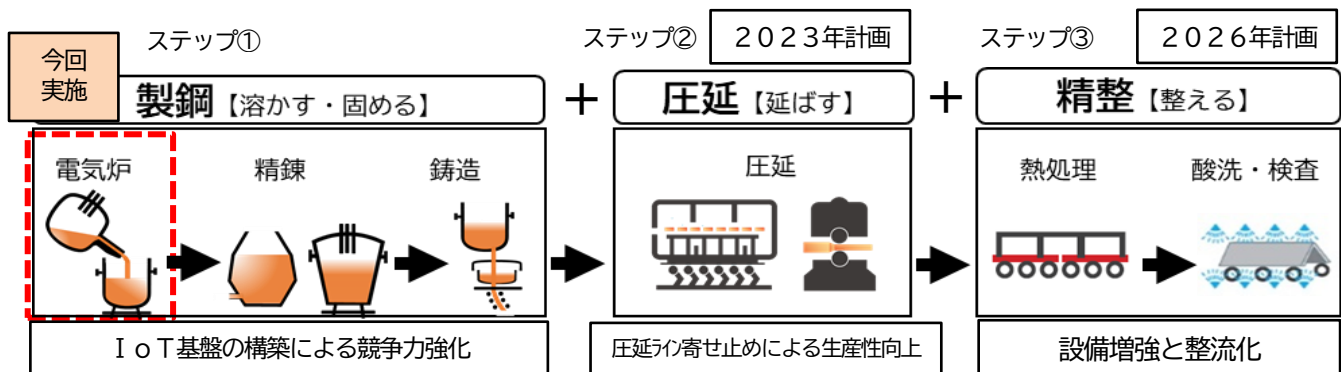 今回
実施
ステップ①
ステップ② ２０２３年計画
ステップ③ ２０２６年計画
製鋼【溶かす・固める】
＋
圧延【延ばす】
＋
精整【整える】
電気炉
精錬
鋳造
圧延
熱処理
酸洗・検査
ＩｏＴ基盤の構築による競争力強化
圧延ﾗｲﾝ寄せ止めによる生産性向上
設備増強と整流化